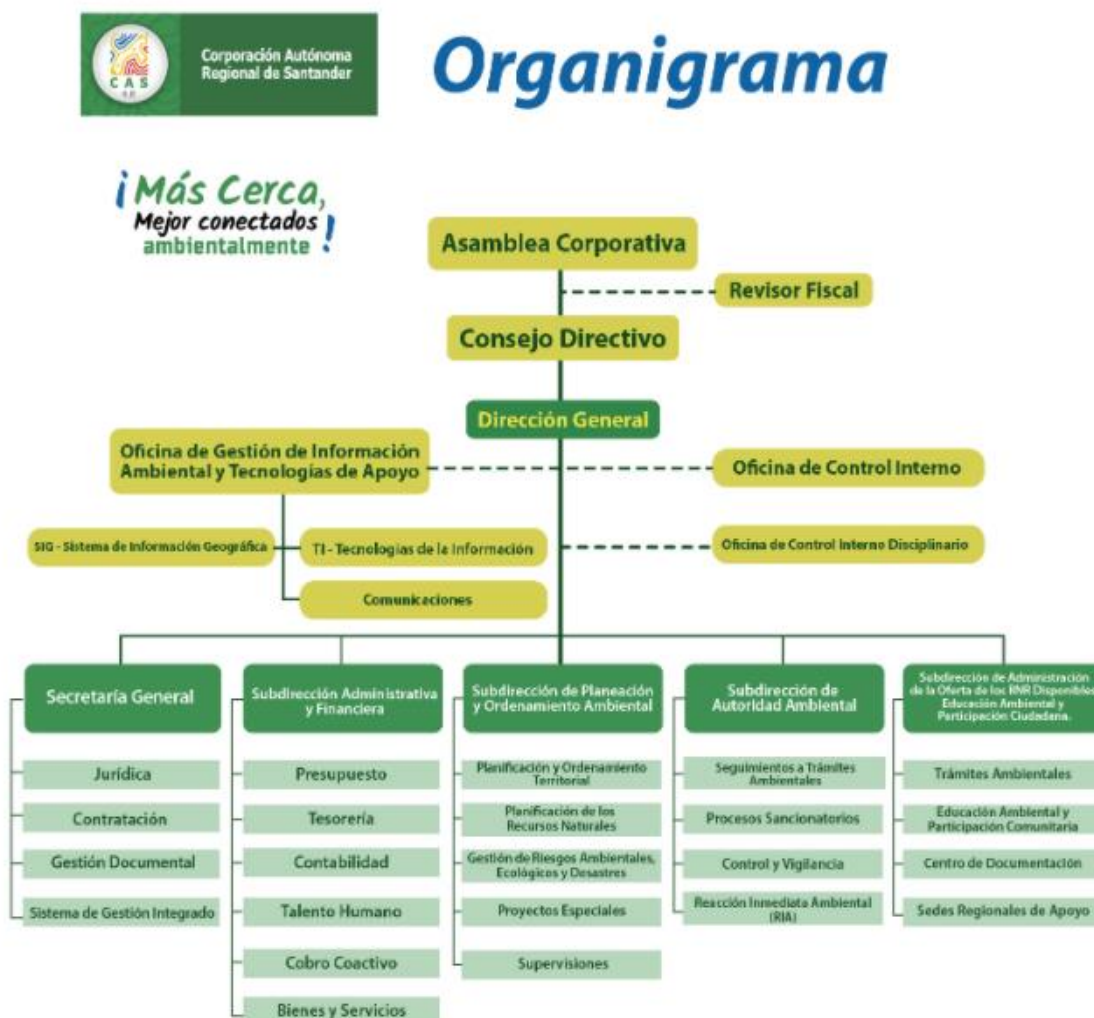 Corporación Autónoma
Regional de Santander
CAS
Organigrama
¡Más Cerca,
Mejor conectados
ambientalmente!
Asamblea Corporativa
Revisor Fiscal
Consejo Directivo
Dirección General
Oficina de Gestión de Información
Ambiental y Tecnologías de Apoyo
Oficina de Control Interno
SIG - Sistema de Información Geográfica
TI - Tecnologías de la Información
Oficina de Control Interno Disciplinario
Comunicaciones
Secretaría General
Jurídica
Contratación
Gestión Documental
Sistema de Gestión Integrado
Subdirección Administrativa
y Financiera
Presupuesto
Tesorería
Contabilidad
Talento Humano
Cobro Coactivo
Bienes y Servicios
Subdirección de Planeación
y Ordenamiento Ambiental
Planificación y Ordenamiento
Territorial
Planificación de los
Recursos Naturales
Gestión de Riesgos Ambientales,
Ecológicos y Desastres
Proyectos Especiales
Supervisiones
Subdirección de
Autoridad Ambiental
Seguimientos a Trámites
Ambientales
Procesos Sancionatorios
Control y Vigilancia
Reacción Inmediata Ambiental
(RIA)
Subdirección de Administración
de la Oferta de los RNR Disponibles,
Educación Ambiental y
Participación Ciudadana.
Trámites Ambientales
Educación Ambiental y
Participación Comunitaria
Centro de Documentación
Sedes Regionales de Apoyo